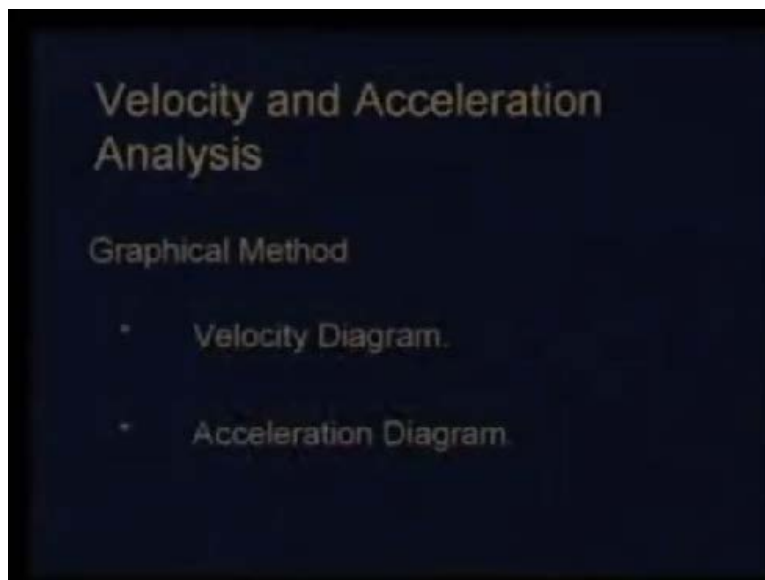 Velocity and Acceleration
Analysis
Graphical Method
• Velocity Diagram.
• Acceleration Diagram.